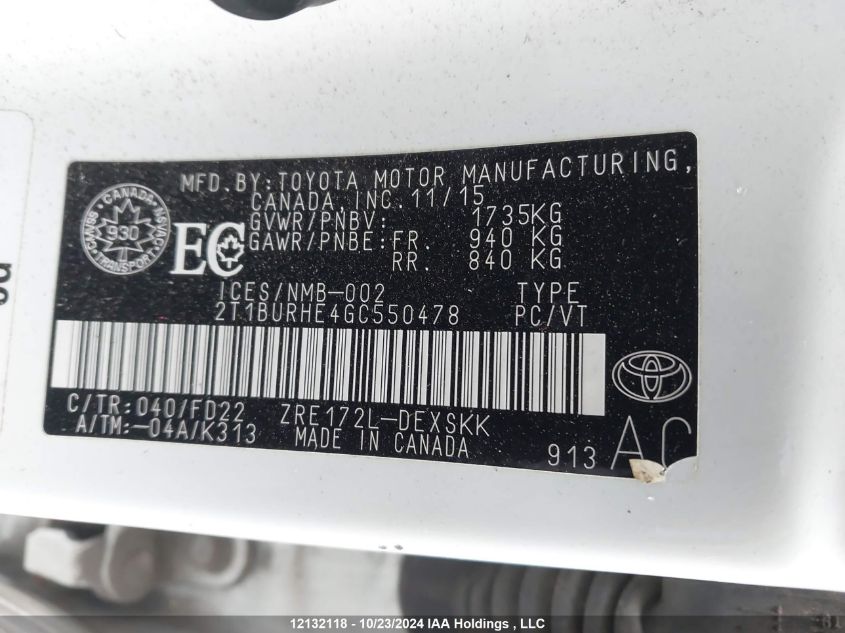 MFD. BY: TOYOTA MOTOR MANUFACTURING,
CANADA, INC. 11/15
GVWR/PNBV: 1735KG
GAWR/PNBE: FR. 940 KG
RR. 840 KG
CANADA
930
TRANSPORT
EC
ICES/NMB-002 TYPE
2T1BURHE4GC550478 PC/VT
C/TR: 040/FD22 ZRE172L-DEXSKK
A/TM:-04A/K313 MADE IN CANADA
913 AC
12132118 - 10/23/2024 IAA Holdings , LLC